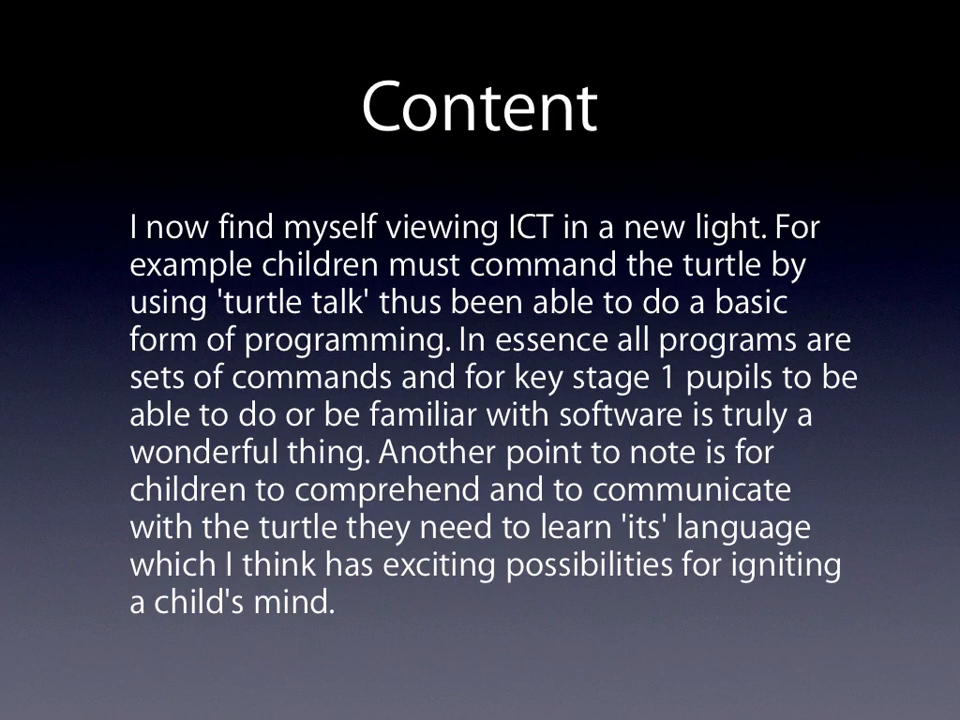 Content
I now find myself viewing ICT in a new light. For
example children must command the turtle by
using 'turtle talk' thus been able to do a basic
form of programming. In essence all programs are
sets of commands and for key stage 1 pupils to be
able to do or be familiar with software is truly a
wonderful thing. Another point to note is for
children to comprehend and to communicate
with the turtle they need to learn 'its' language
which I think has exciting possibilities for igniting
a child's mind.